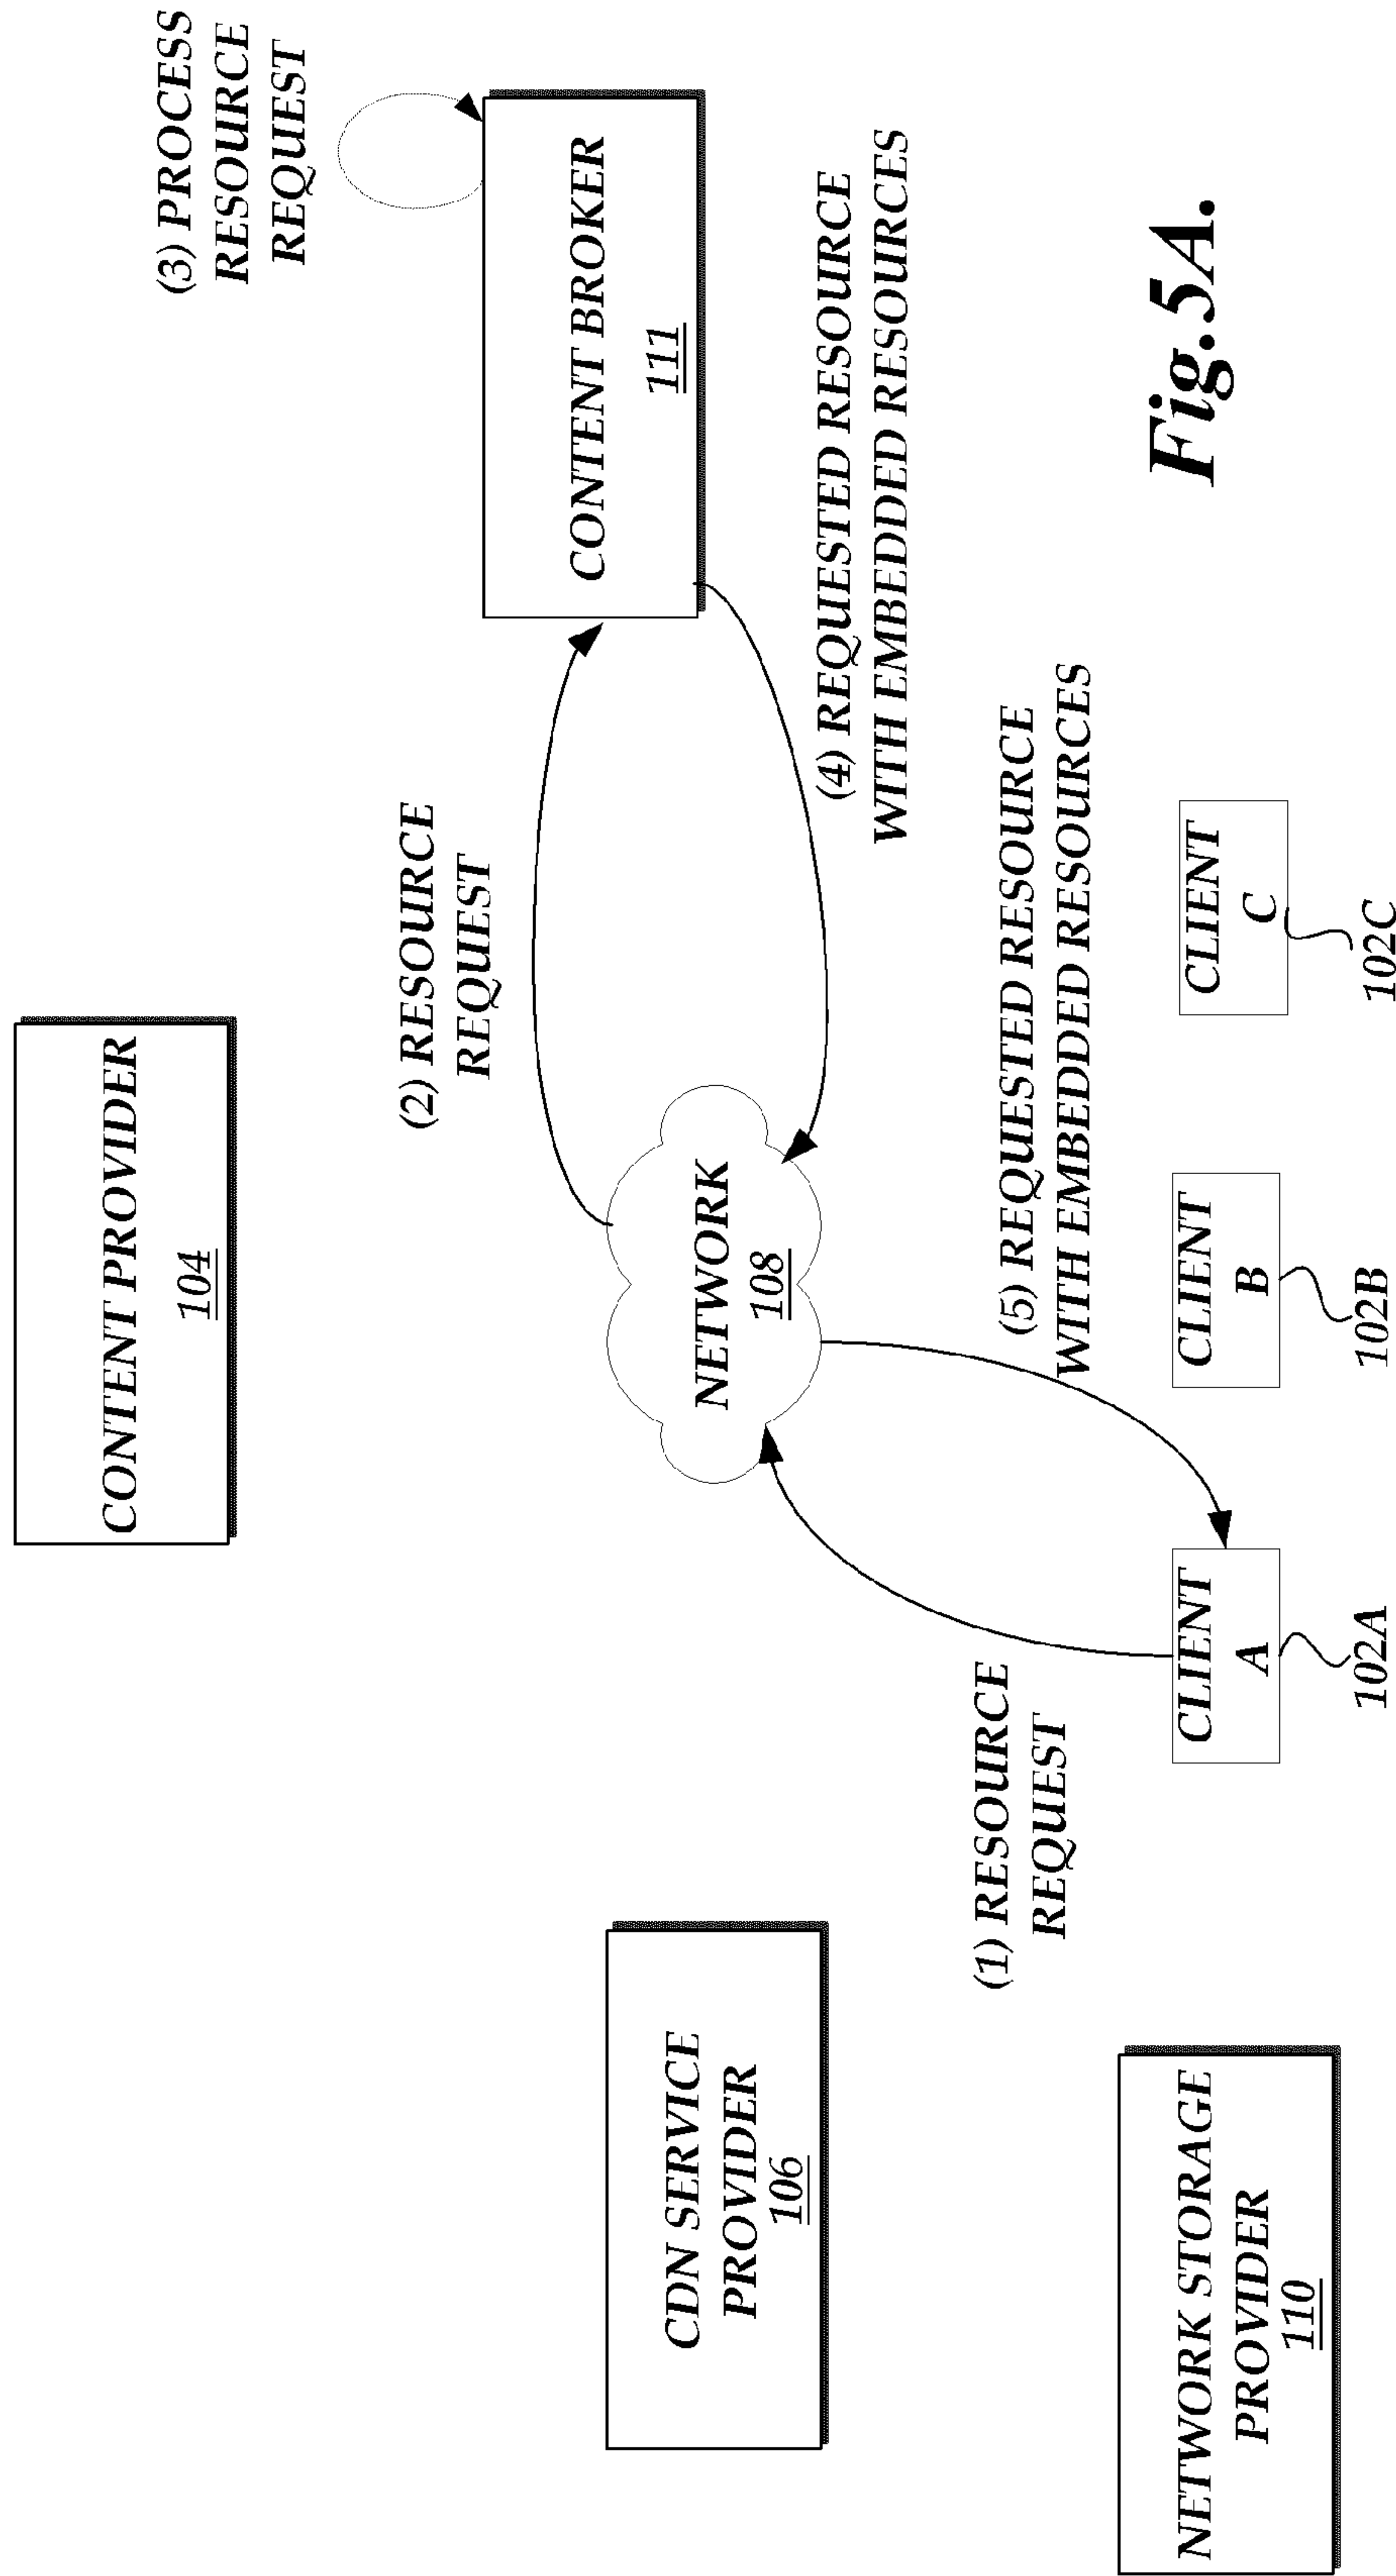 CONTENT PROVIDER
104
(3) PROCESS
RESOURCE
REQUEST
(2) RESOURCE
REQUEST
CONTENT BROKER
111
CDN SERVICE
PROVIDER
106
NETWORK
108
(4) REQUESTED RESOURCE
WITH EMBEDDED RESOURCES
(1) RESOURCE
REQUEST
(5) REQUESTED RESOURCE
WITH EMBEDDED RESOURCES
NETWORK STORAGE
PROVIDER
110
CLIENT
A
102A
CLIENT
B
102B
CLIENT
C
102C
Fig.5A.